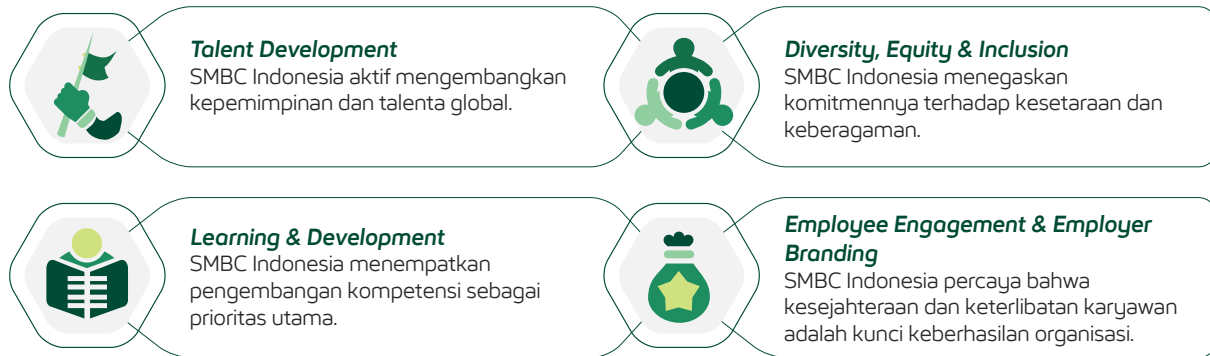 Talent Development
SMBC Indonesia aktif mengembangkan
kepemimpinan dan talenta global.
Diversity, Equity & Inclusion
SMBC Indonesia menegaskan
komitmennya terhadap kesetaraan dan
keberagaman.
Learning & Development
SMBC Indonesia menempatkan
pengembangan kompetensi sebagai
prioritas utama.
Employee Engagement & Employer
Branding
SMBC Indonesia percaya bahwa
kesejahteraan dan keterlibatan karyawan
adalah kunci keberhasilan organisasi.